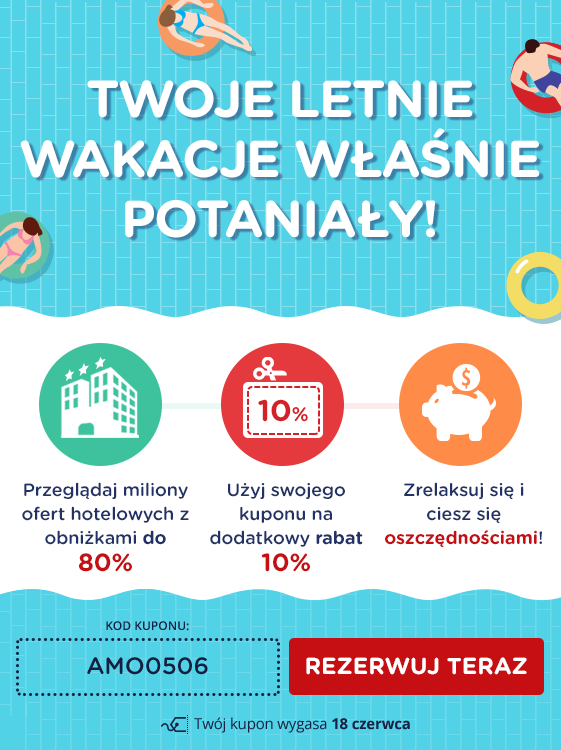 TWOJE LETNIE
WAKACJE WŁAŚNIE
POTANIAŁY!
$
10%
Przeglądaj miliony
ofert hotelowych z
obniżkami do
80%
Użyj swojego
kuponu na
dodatkowy rabat
10%
Zrelaksuj się i
ciesz się
oszczędnościami!
KOD KUPONU:
AMO0506
REZERWUJ TERAZ
Twój kupon wygasa 18 czerwca